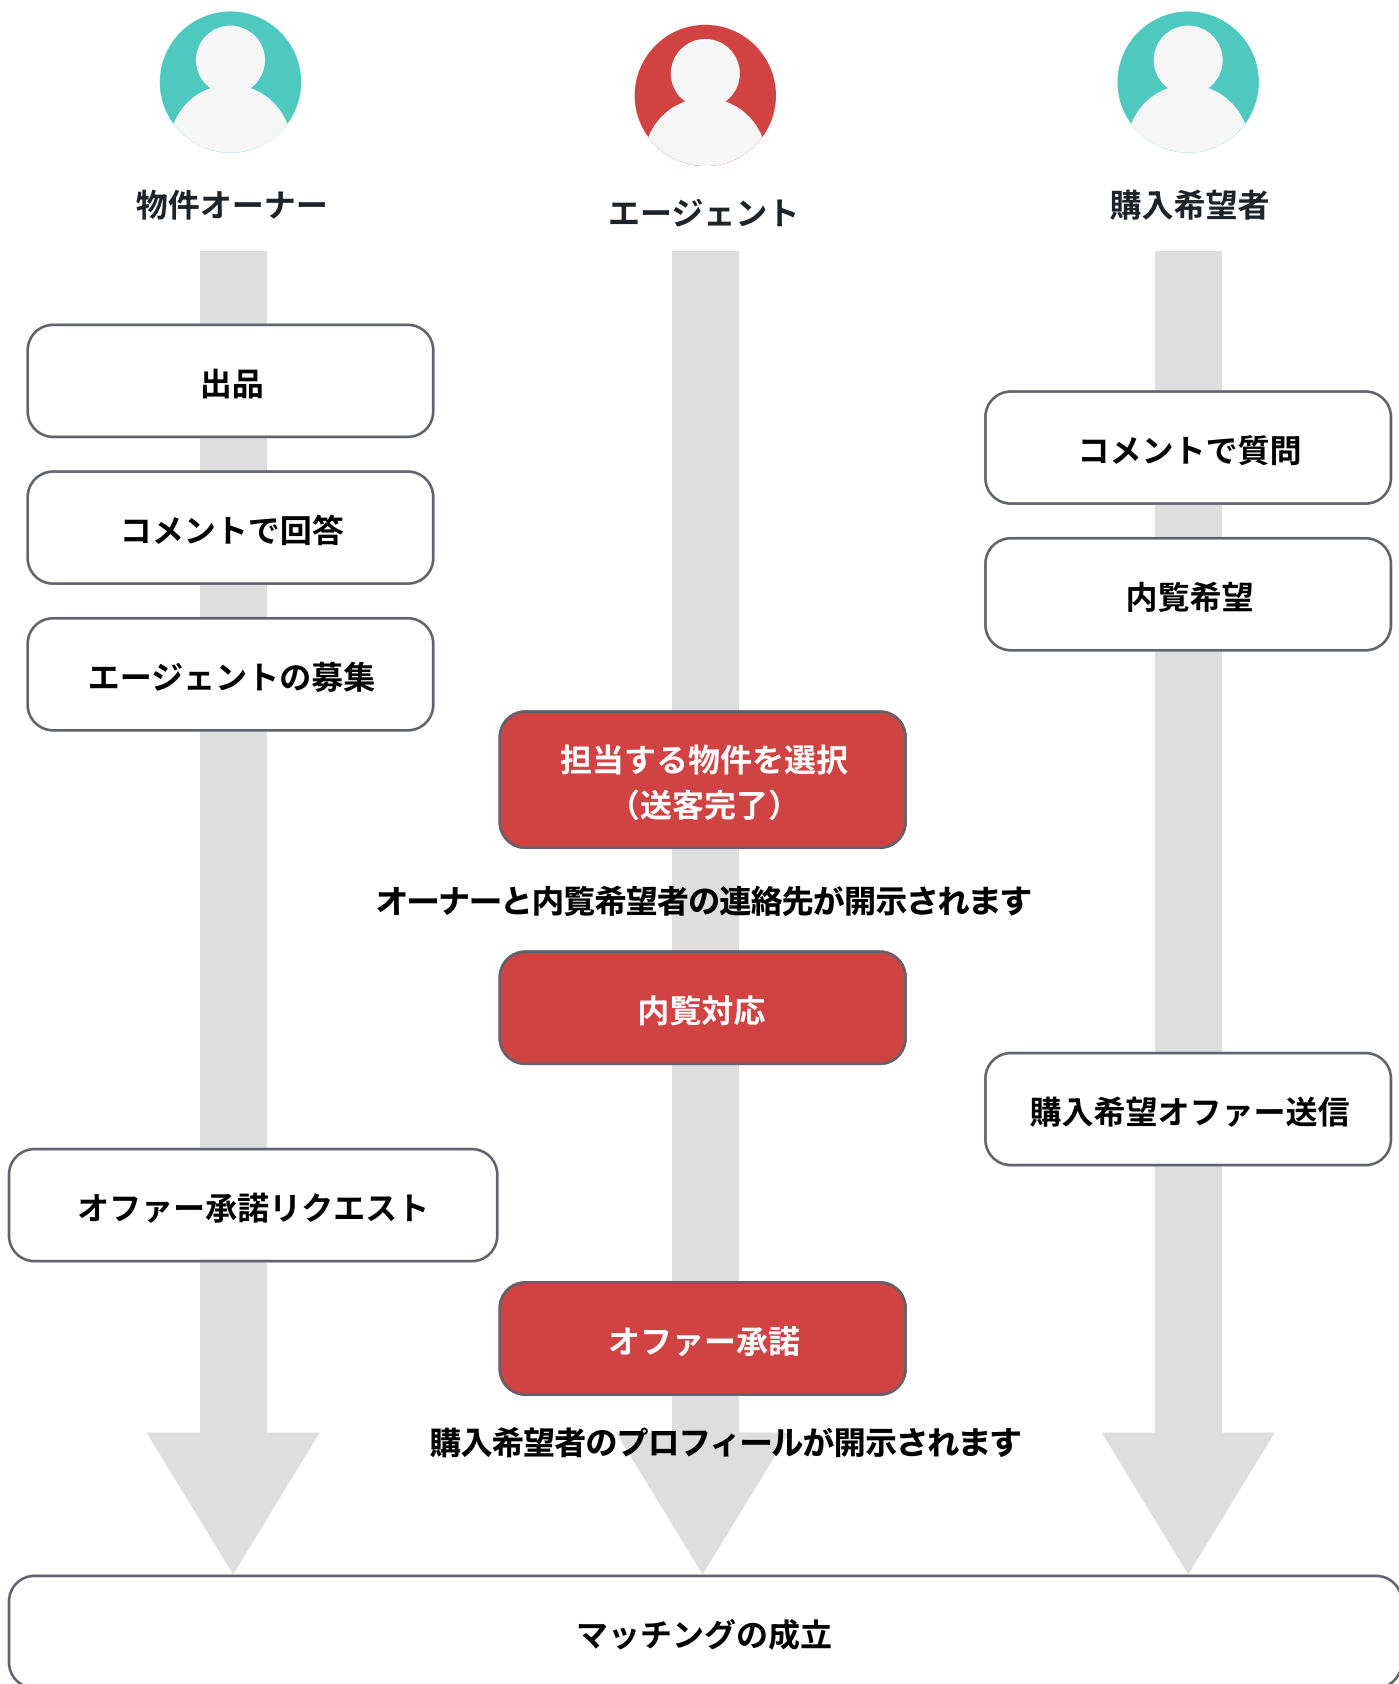 物件オーナー
エージェント
購入希望者
出品
コメントで質問
コメントで回答
内覧希望
エージェントの募集
担当する物件を選択
（送客完了）
オーナーと内覧希望者の連絡先が開示されます
内覧対応
購入希望オファー送信
オファー承諾リクエスト
オファー承諾
購入希望者のプロフィールが開示されます
マッチングの成立